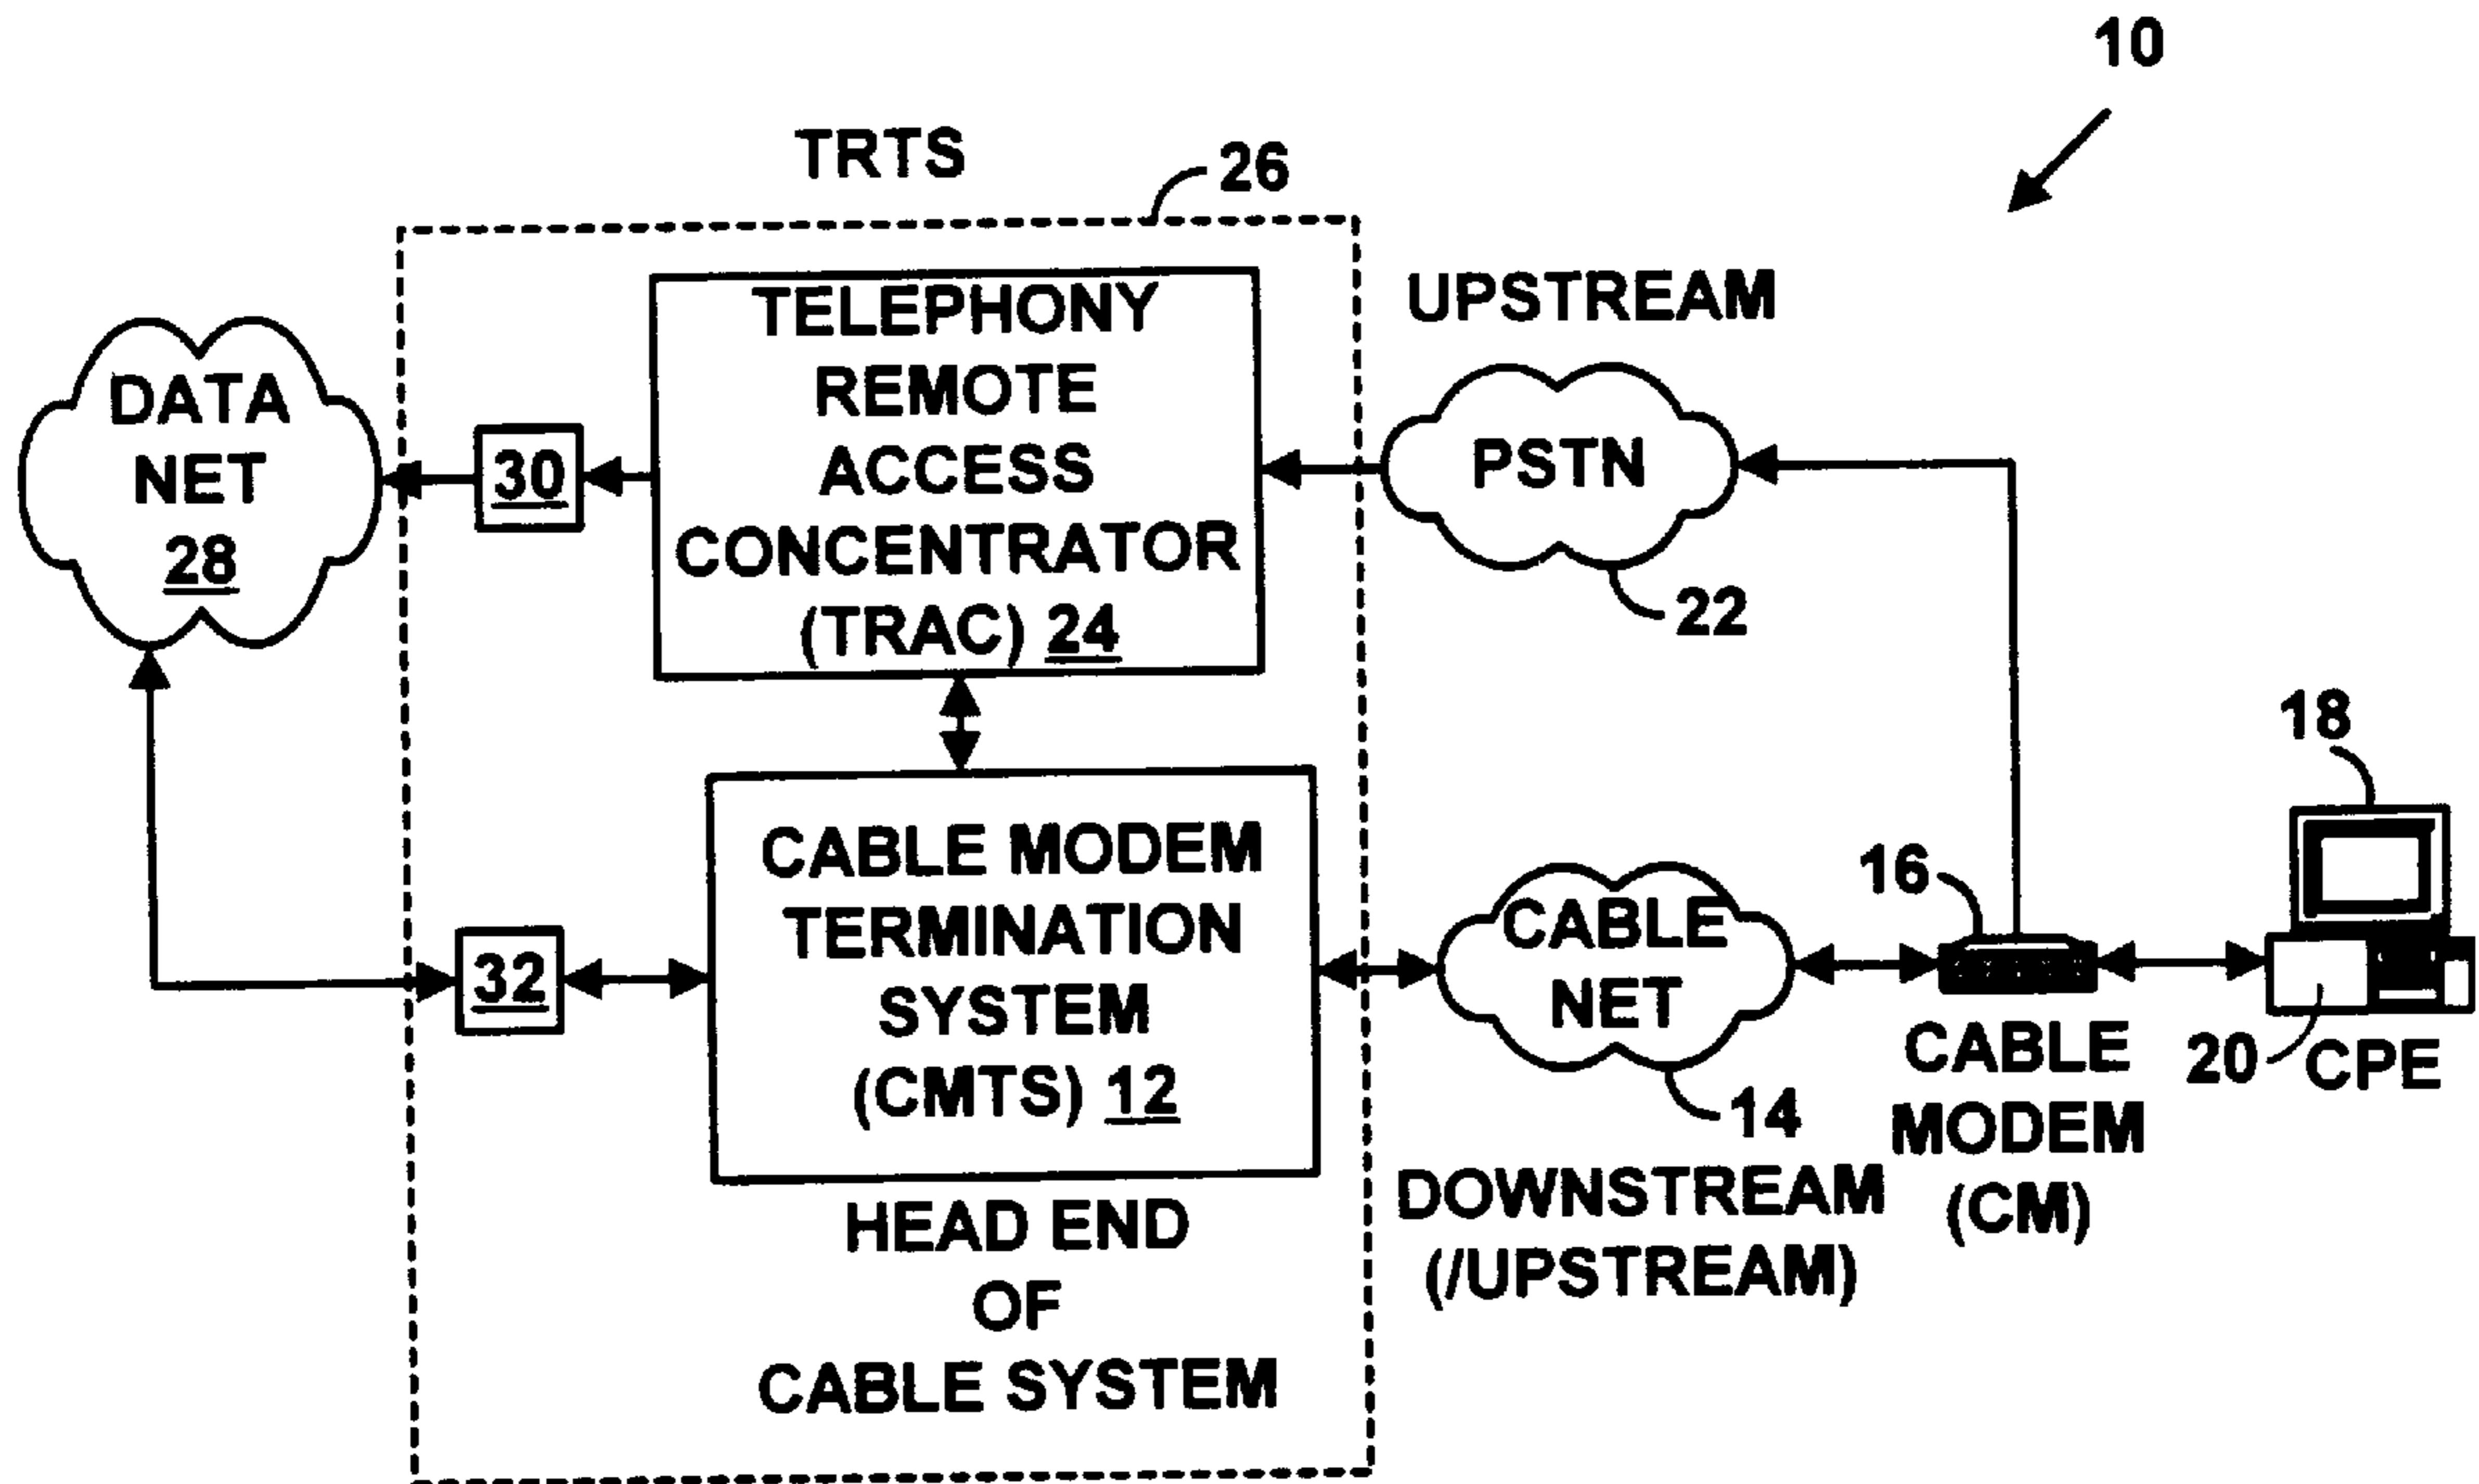 10
TRTS
26
TELEPHONY
REMOTE
ACCESS
CONCENTRATOR
(TRAC) 24
UPSTREAM
PSTN
22
DATA
NET
28
30
18
CABLE MODEM
TERMINATION
SYSTEM
(CMTS) 12
32
CABLE
NET
14
16
CABLE
MODEM
(CM)
20 CPE
DOWNSTREAM
(/UPSTREAM)
HEAD END
OF
CABLE SYSTEM